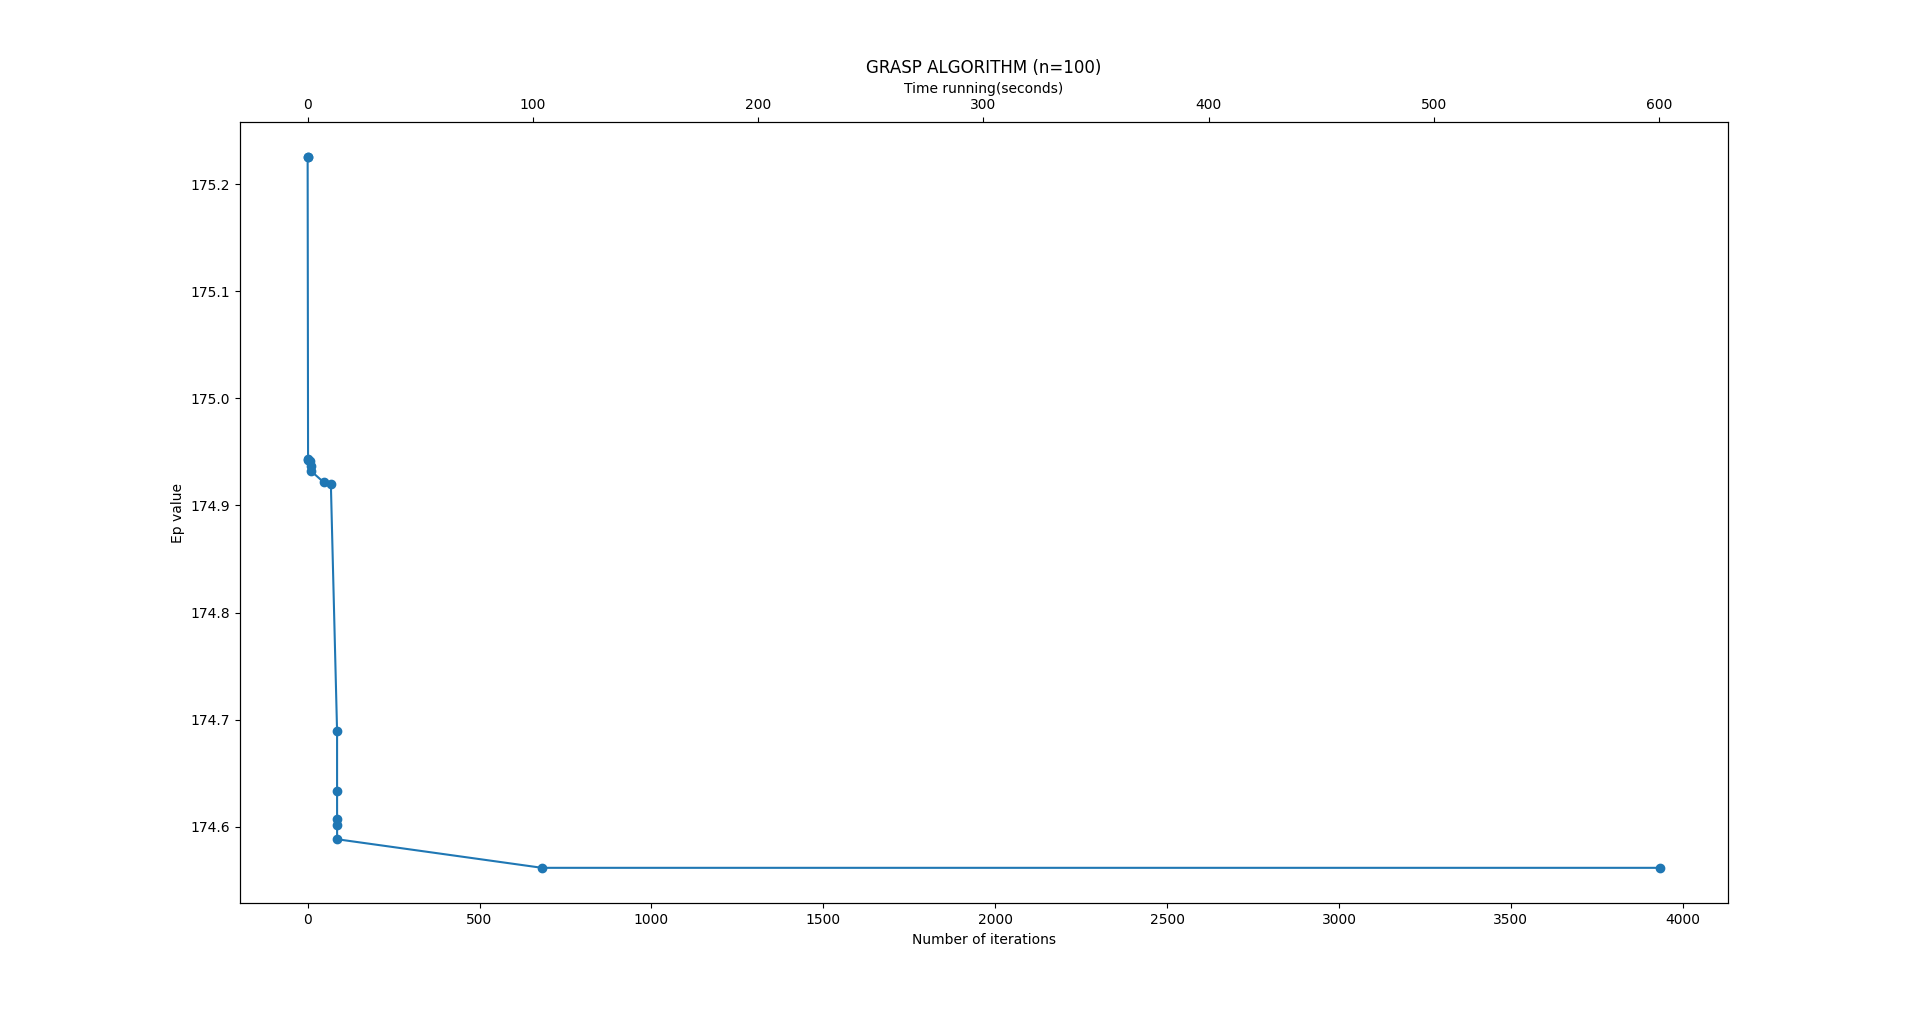 GRASP ALGORITHM (n=100)
Time running(seconds)
0 100 200 300 400 500 600
175.2
175.1
175.0
174.9
174.8
174.7
174.6
Ep value
0 500 1000 1500 2000 2500 3000 3500 4000
Number of iterations